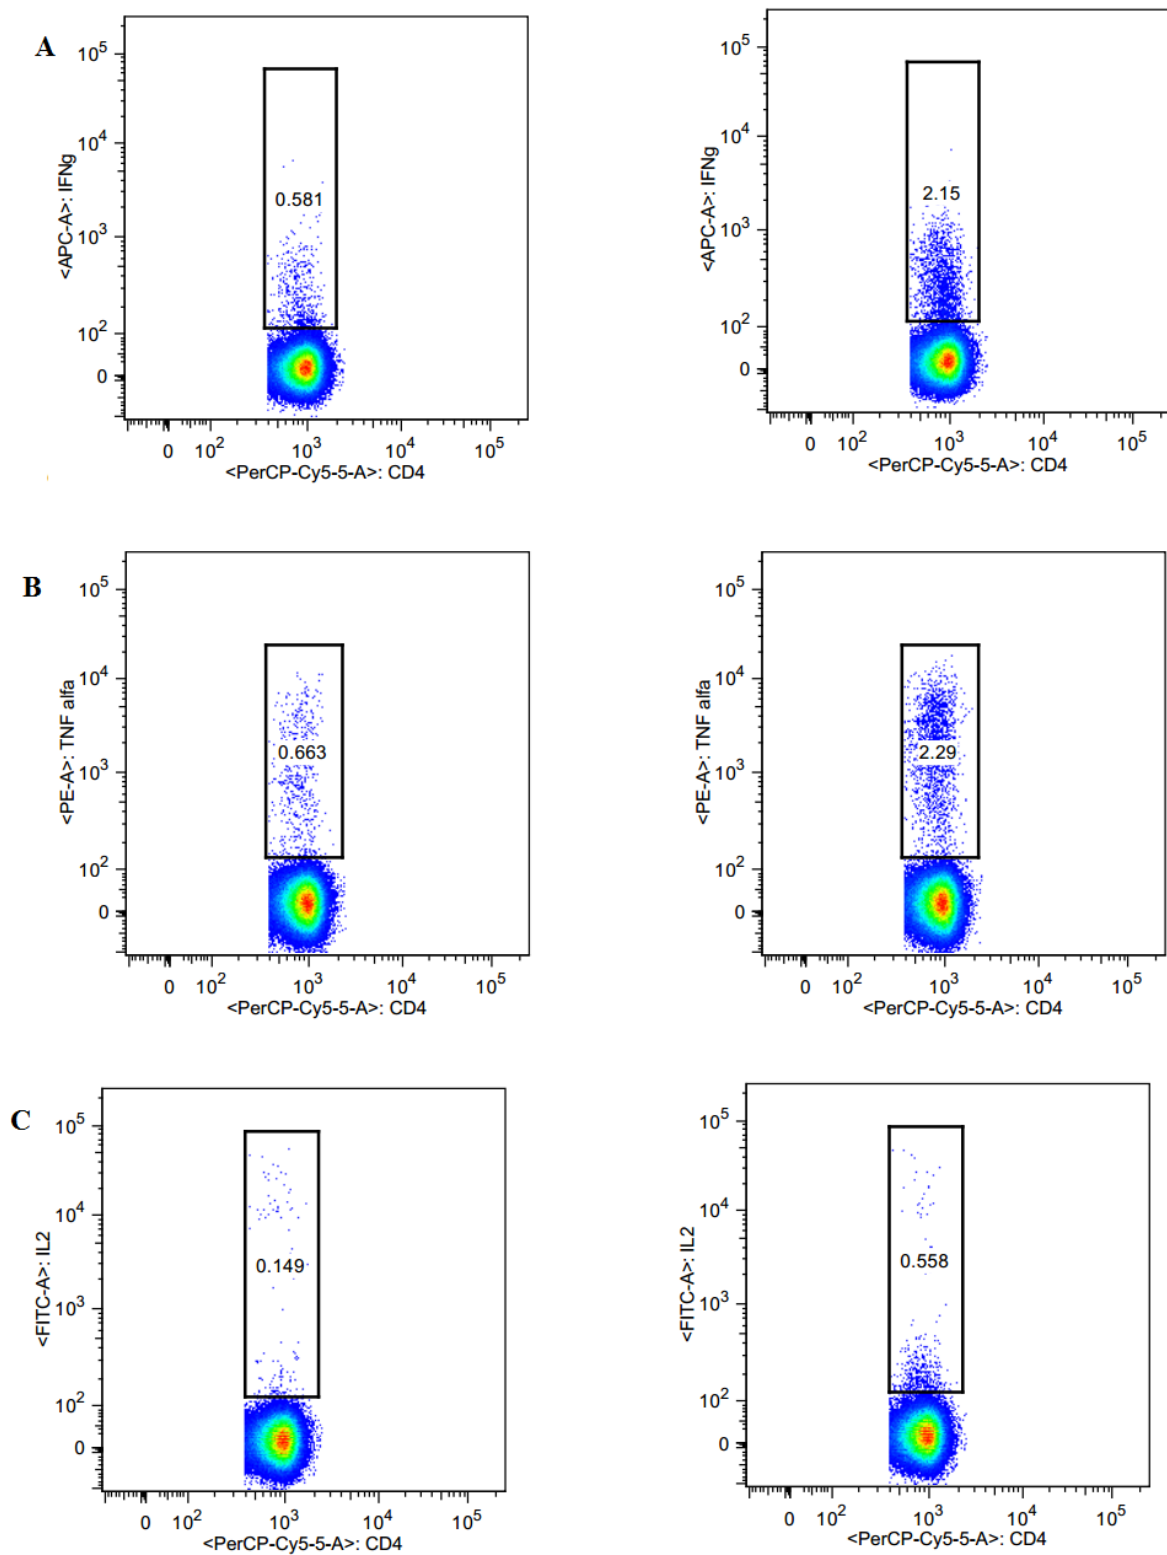 A
10^5
10^4
10^3
10^2
0
<APC-A>: IFNg
0.581
0 10^2 10^3 10^4 10^5
<PerCP-Cy5-5-A>: CD4
10^5
10^4
10^3
10^2
0
<APC-A>: IFNg
2.15
0 10^2 10^3 10^4 10^5
<PerCP-Cy5-5-A>: CD4
B
10^5
10^4
10^3
10^2
0
<PE-A>: TNF alfa
0.663
0 10^2 10^3 10^4 10^5
<PerCP-Cy5-5-A>: CD4
10^5
10^4
10^3
10^2
0
<PE-A>: TNF alfa
2.29
0 10^2 10^3 10^4 10^5
<PerCP-Cy5-5-A>: CD4
C
10^5
10^4
10^3
10^2
0
<FITC-A>: IL2
0.149
0 10^2 10^3 10^4 10^5
<PerCP-Cy5-5-A>: CD4
10^5
10^4
10^3
10^2
0
<FITC-A>: IL2
0.558
0 10^2 10^3 10^4 10^5
<PerCP-Cy5-5-A>: CD4